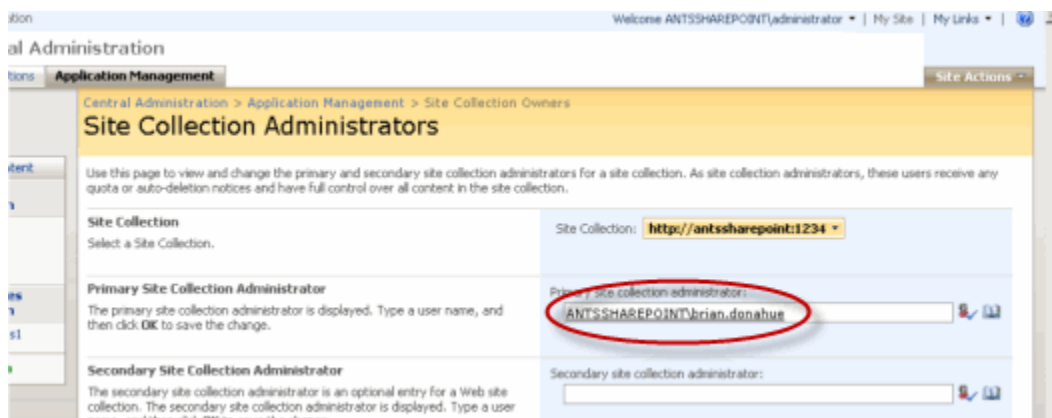 Welcome ANTSSHAREPOINT\administrator | My Site | My Links
Administration
Application Management
Site Actions
Central Administration > Application Management > Site Collection Owners
Site Collection Administrators
Use this page to view and change the primary and secondary site collection administrators for a site collection. As site collection administrators, these users receive any
quota or auto-deletion notices and have full control over all content in the site collection.
Site Collection
Select a Site Collection.
Site Collection: http://antssharepoint:1234
Primary Site Collection Administrator
The primary site collection administrator is displayed. Type a user name, and
then click OK to save the change.
Primary site collection administrator:
ANTSSHAREPOINT\brian.donahue
Secondary Site Collection Administrator
The secondary site collection administrator is an optional entry for a Web site
collection. The secondary site collection administrator is displayed. Type a user
Secondary site collection administrator: